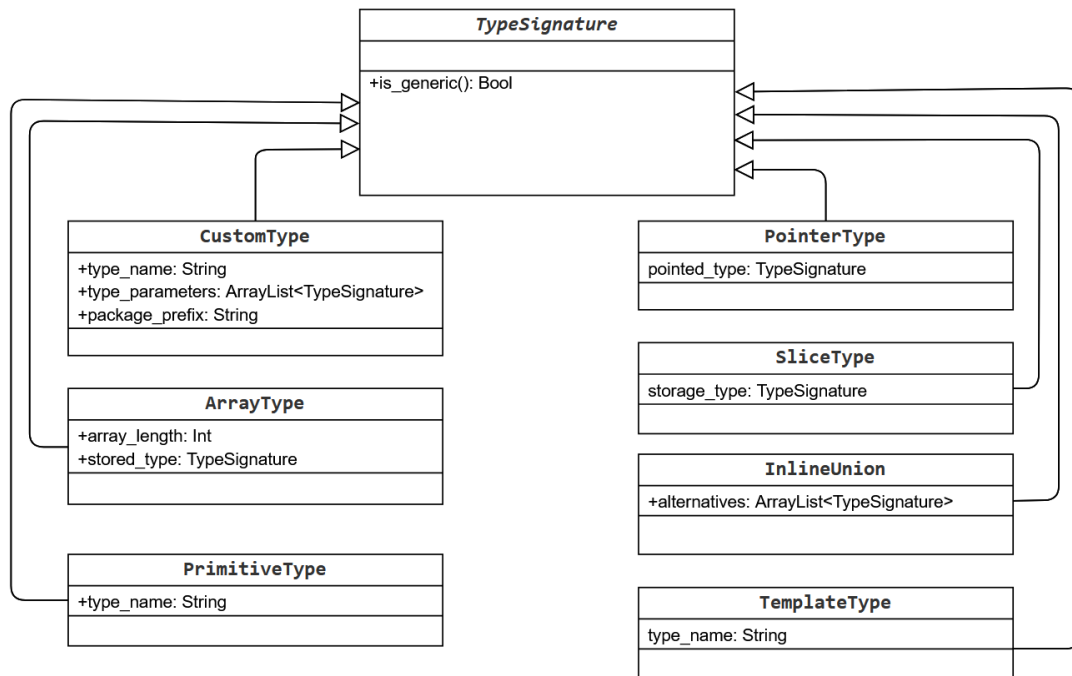 TypeSignature
+is_generic(): Bool
CustomType
+type_name: String
+type_parameters: ArrayList<TypeSignature>
+package_prefix: String
ArrayType
+array_length: Int
+stored_type: TypeSignature
PrimitiveType
+type_name: String
PointerType
pointed_type: TypeSignature
SliceType
storage_type: TypeSignature
InlineUnion
+alternatives: ArrayList<TypeSignature>
TemplateType
type_name: String